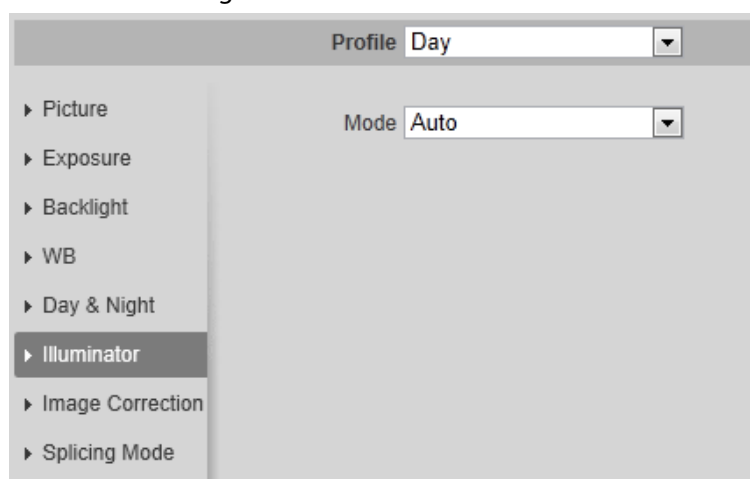 Profile Day
Mode Auto
Picture
Exposure
Backlight
WB
Day & Night
Illuminator
Image Correction
Splicing Mode